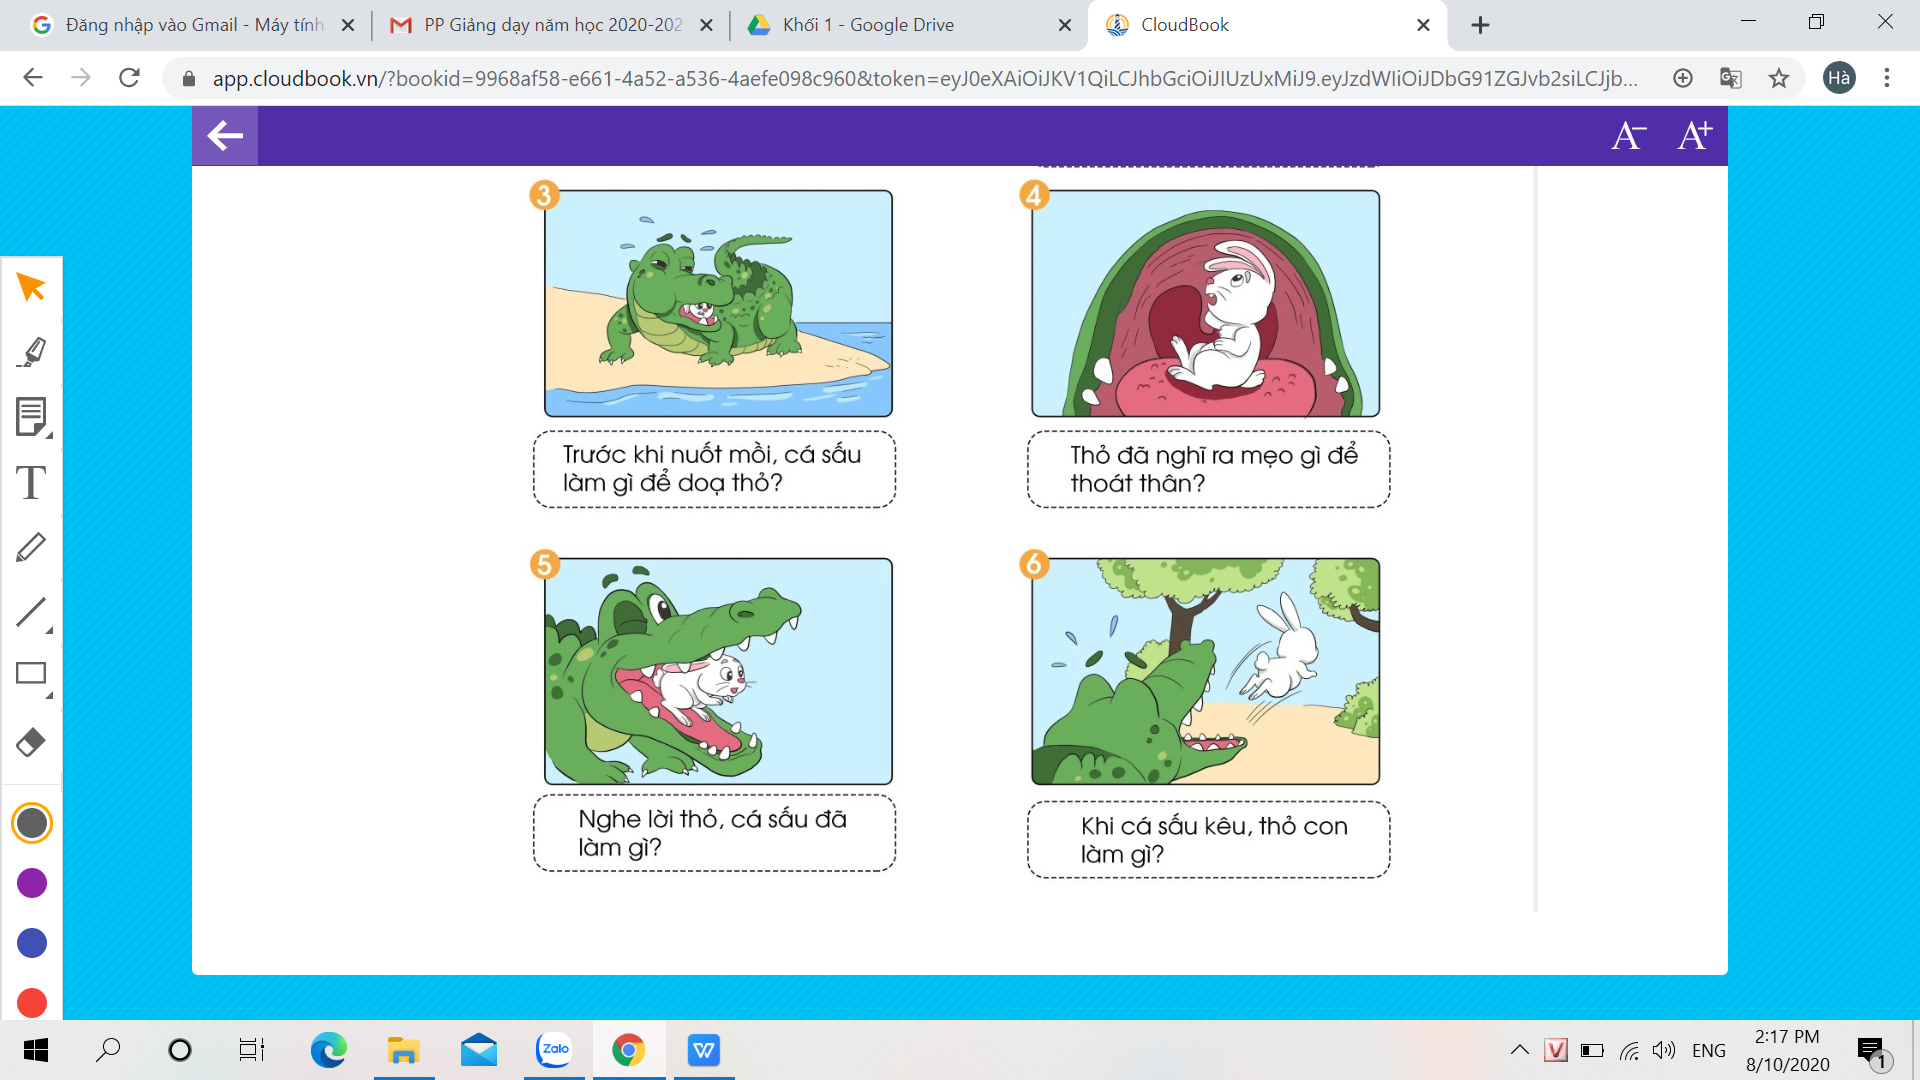 Đăng nhập vào Gmail - Máy tính
PP Giảng dạy năm học 2020-202
Khối 1 - Google Drive
CloudBook
app.cloudbook.vn/?bookid=9968af58-e661-4a52-a536-4aefe098c960&token=eyJ0eXAiOiJKV1QiLCJhbGciOiJIUzUxMiJ9.eyJzdWIiOiJDbG91ZGJvb2siLCJjb...
Hà
A-
A+
3
4
Trước khi nuốt mồi, cá sấu
làm gì để doạ thỏ?
Thỏ đã nghĩ ra mẹo gì để
thoát thân?
5
6
Nghe lời thỏ, cá sấu đã
làm gì?
Khi cá sấu kêu, thỏ con
làm gì?
T
Zalo
W
V
ENG
2:17 PM
8/10/2020
1